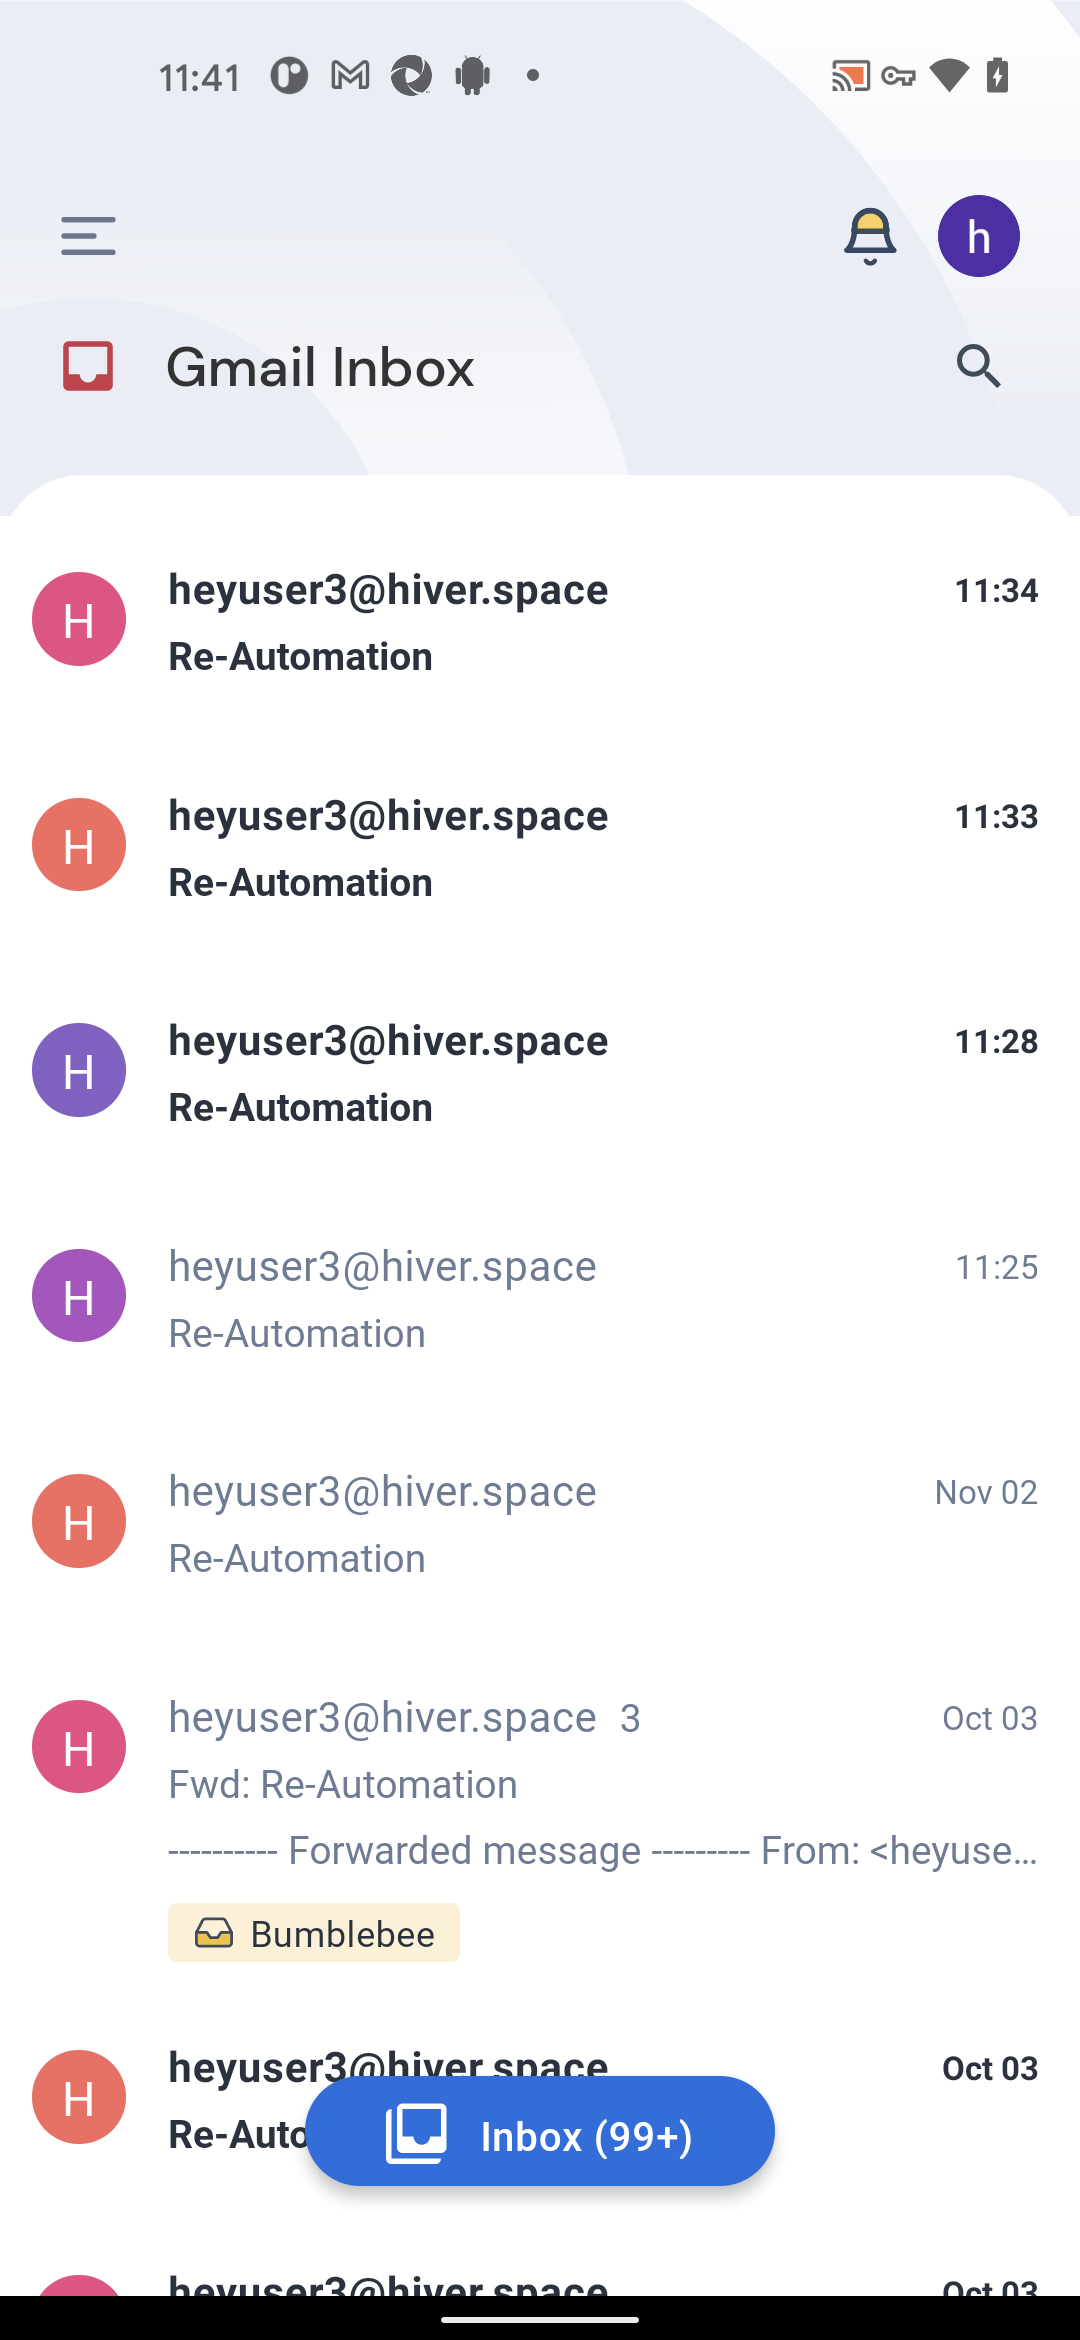 11:41
h
Gmail Inbox
H heyuser3@hiver.space 11:34
Re-Automation
H heyuser3@hiver.space 11:33
Re-Automation
H heyuser3@hiver.space 11:28
Re-Automation
H heyuser3@hiver.space 11:25
Re-Automation
H heyuser3@hiver.space Nov 02
Re-Automation
H heyuser3@hiver.space 3 Oct 03
Fwd: Re-Automation
---------- Forwarded message --------- From: <heyuse...
Bumblebee
H heyuser3@hiver.space Oct 03
Re-Auto
Inbox (99+)
heyuser3@hiver.space Oct 03